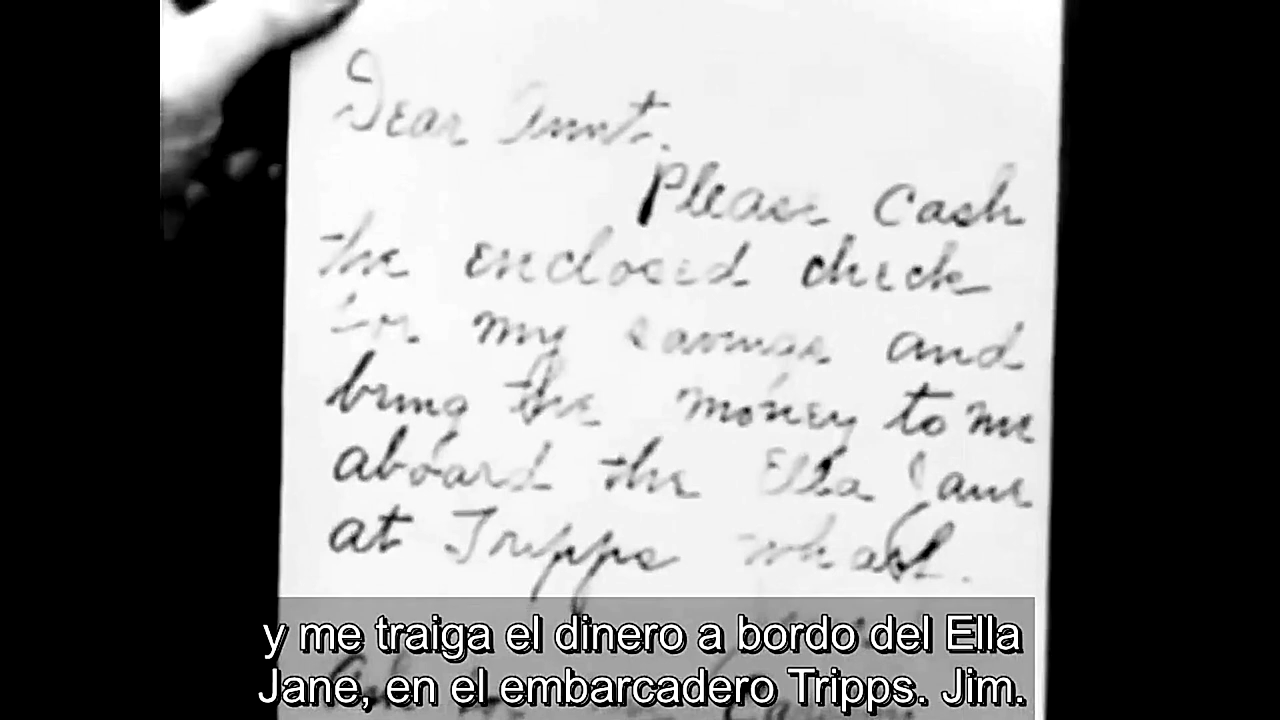 Dear Aunt.
Please Cash
the enclosed check
for my savings and
bring the money to me
aboard the Ella Jane
at Tripps wharf.
y me traiga el dinero a bordo del Ella
Jane, en el embarcadero Tripps. Jim.